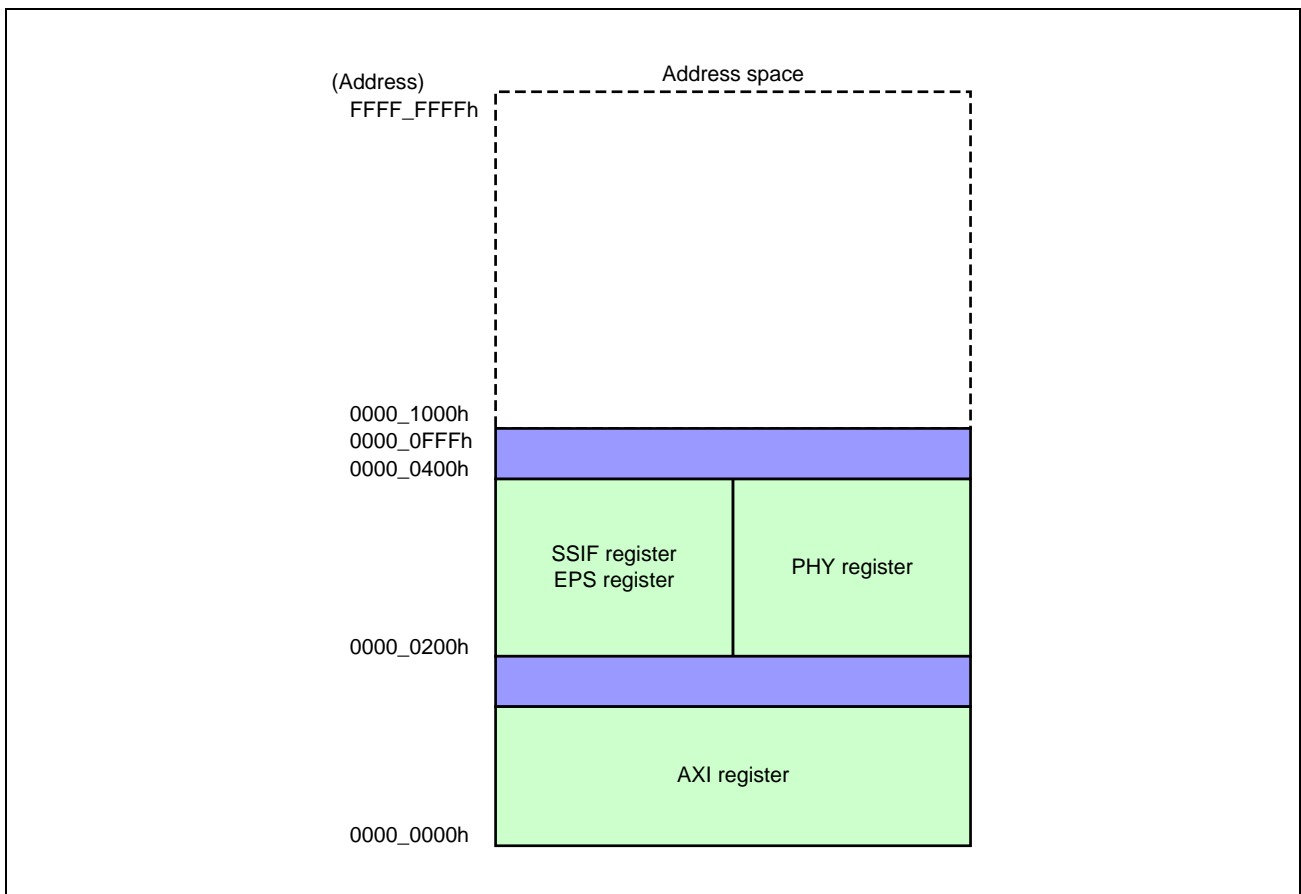 Address space
(Address)
FFFF_FFFFh
0000_1000h
0000_0FFFh
0000_0400h
SSIF register
EPS register
PHY register
0000_0200h
AXI register
0000_0000h